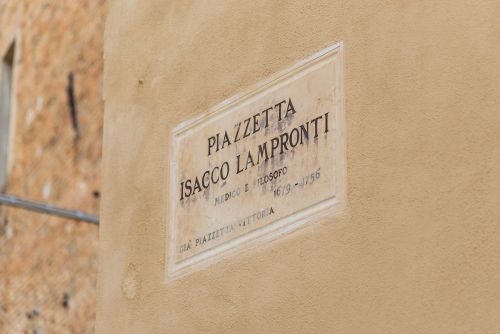 PIAZZETTA
ISACCO LAMPRONTI
MEDICO E FILOSOFO
1679 - 1756
GIÀ PIAZZETTA VITTORIA